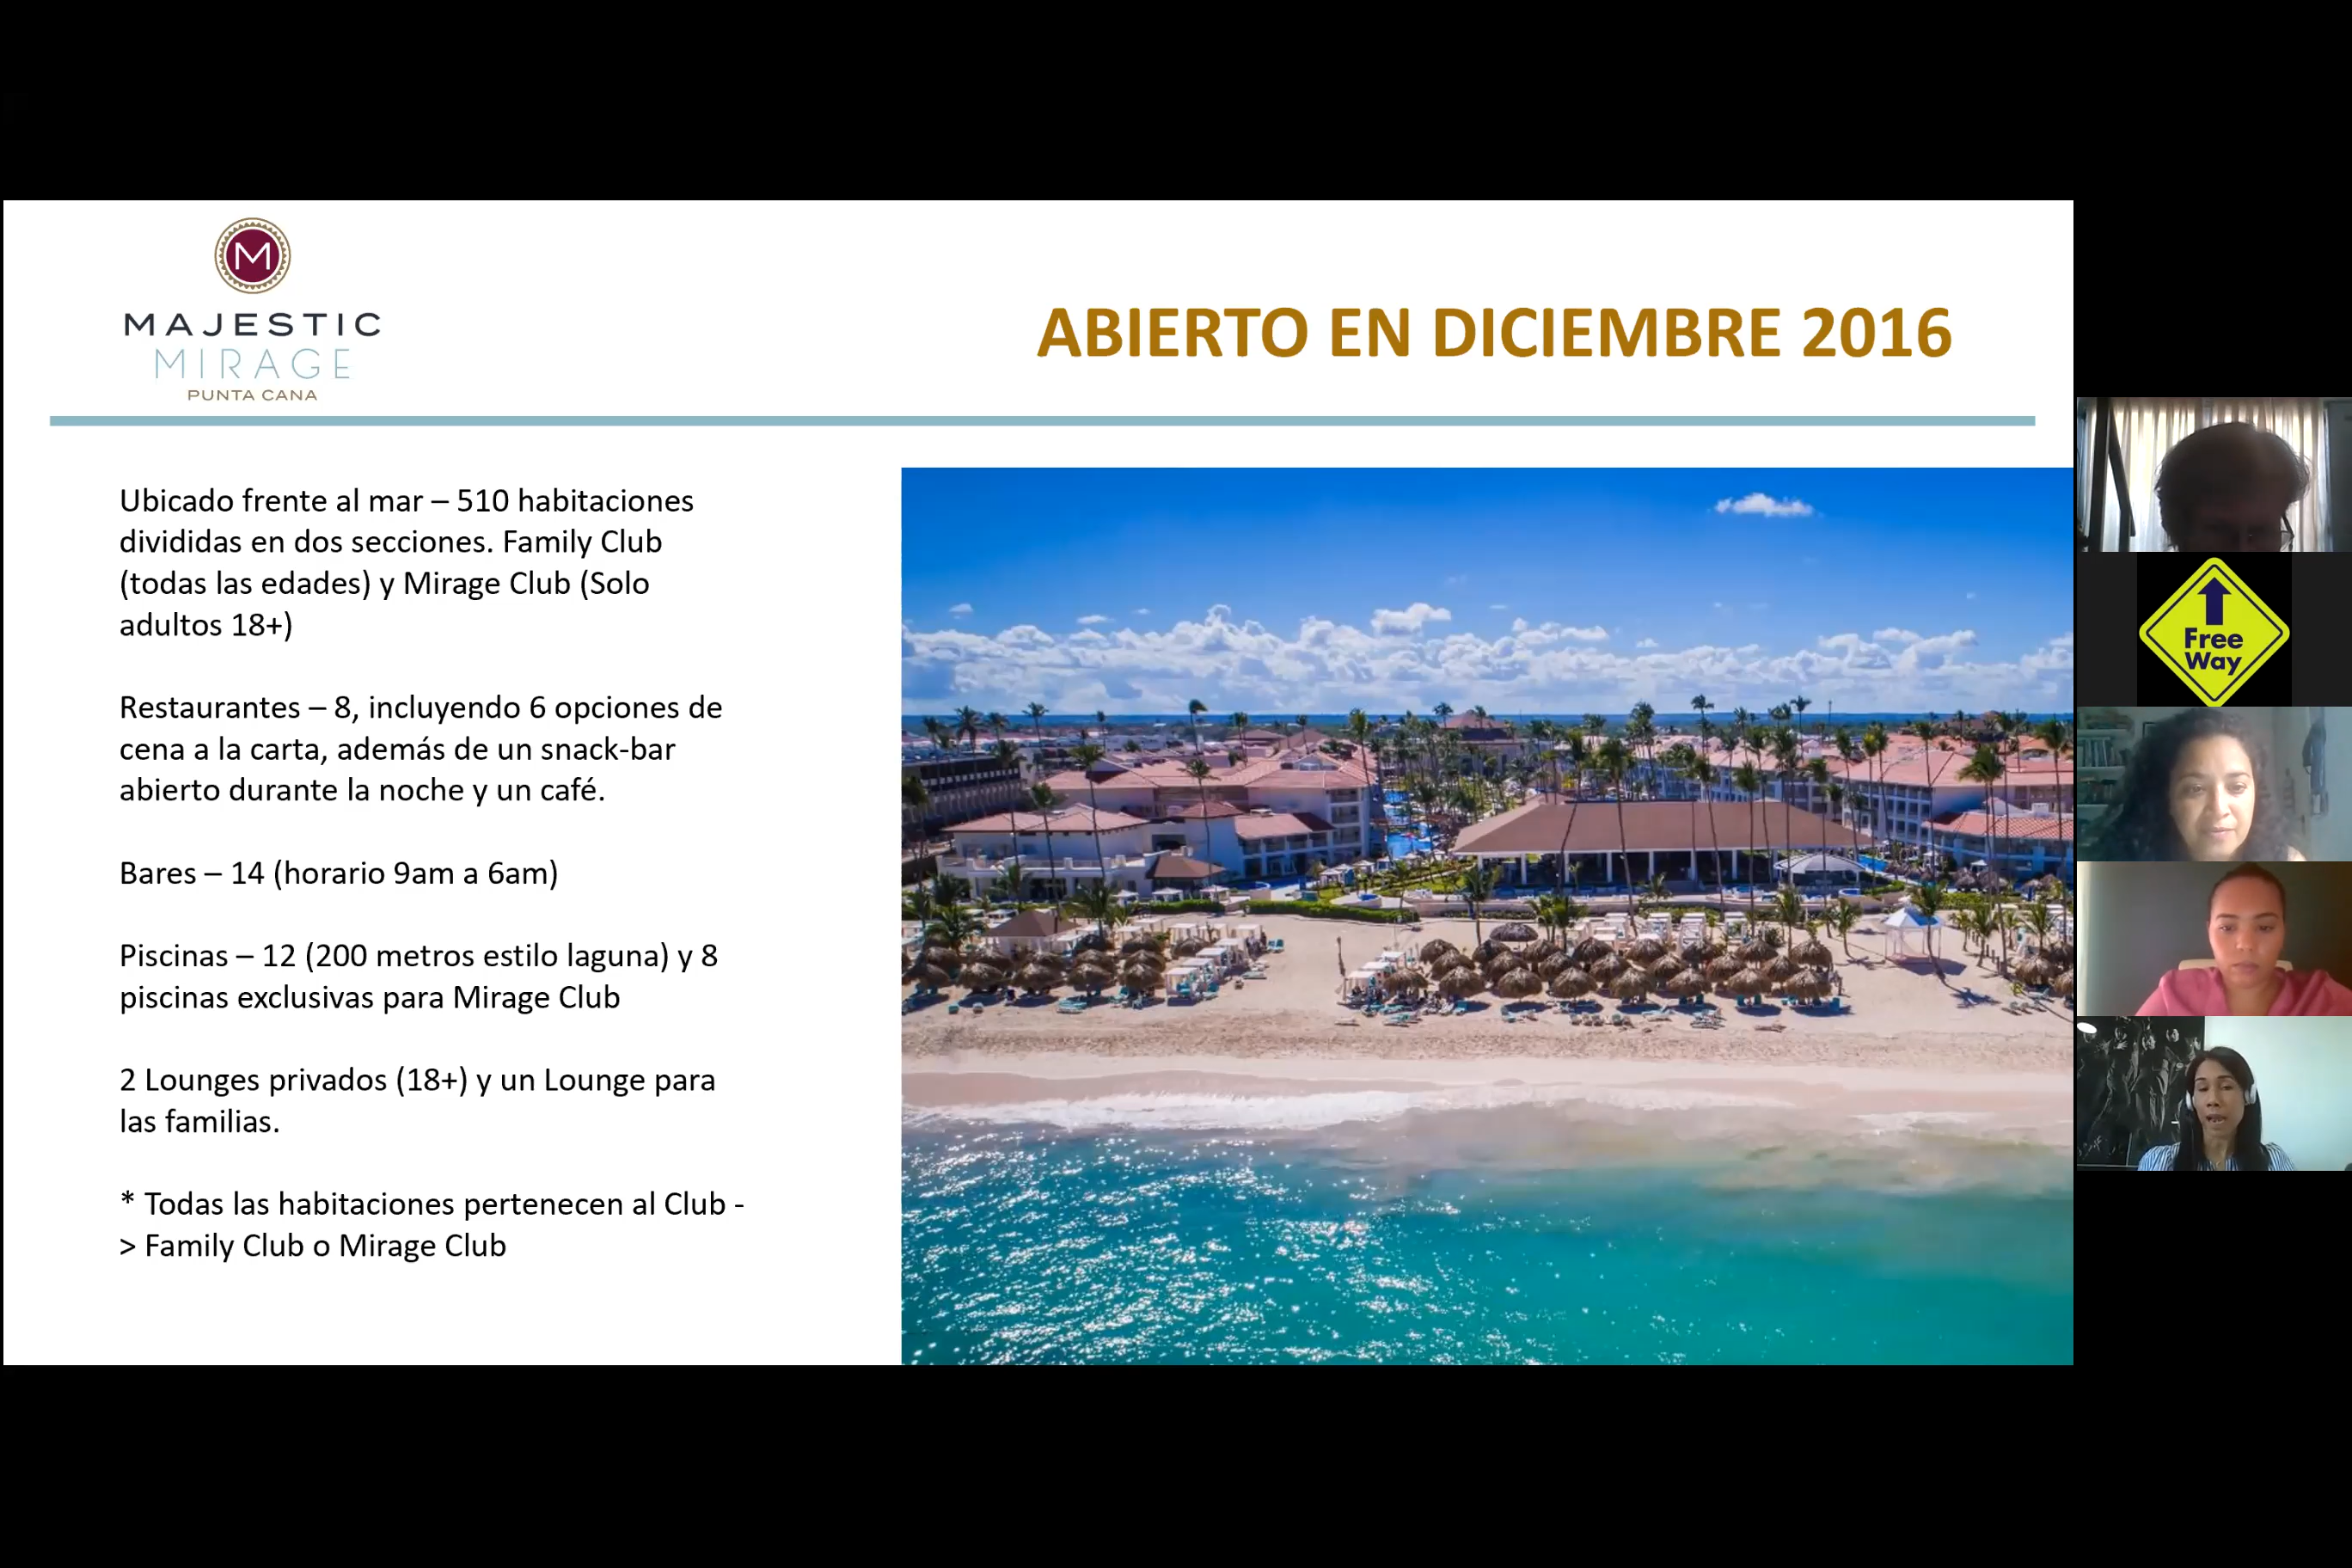 M
MAJESTIC
MIRAGE
PUNTA CANA
ABIERTO EN DICIEMBRE 2016
Ubicado frente al mar – 510 habitaciones
divididas en dos secciones. Family Club
(todas las edades) y Mirage Club (Solo
adultos 18+)
Restaurantes – 8, incluyendo 6 opciones de
cena a la carta, además de un snack-bar
abierto durante la noche y un café.
Bares – 14 (horario 9am a 6am)
Piscinas – 12 (200 metros estilo laguna) y 8
piscinas exclusivas para Mirage Club
2 Lounges privados (18+) y un Lounge para
las familias.
* Todas las habitaciones pertenecen al Club -
> Family Club o Mirage Club
Free
Way